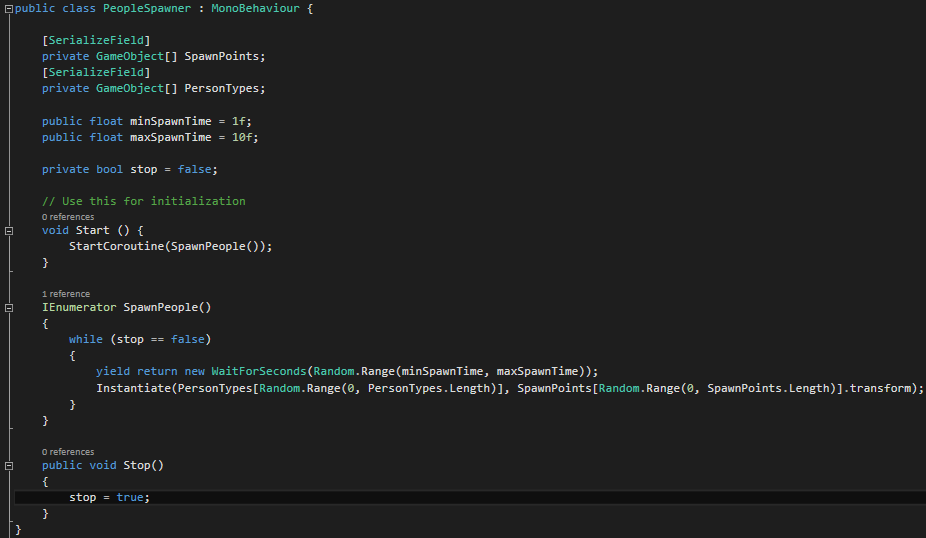 public class PeopleSpawner : MonoBehaviour {
[SerializeField]
private GameObject[] SpawnPoints;
[SerializeField]
private GameObject[] PersonTypes;
public float minSpawnTime = 1f;
public float maxSpawnTime = 10f;
private bool stop = false;
// Use this for initialization
0 references
void Start () {
StartCoroutine(SpawnPeople());
}
1 reference
IEnumerator SpawnPeople()
{
while (stop == false)
{
yield return new WaitForSeconds(Random.Range(minSpawnTime, maxSpawnTime));
Instantiate(PersonTypes[Random.Range(0, PersonTypes.Length)], SpawnPoints[Random.Range(0, SpawnPoints.Length)].transform);
}
}
0 references
public void Stop()
{
stop = true;
}
}